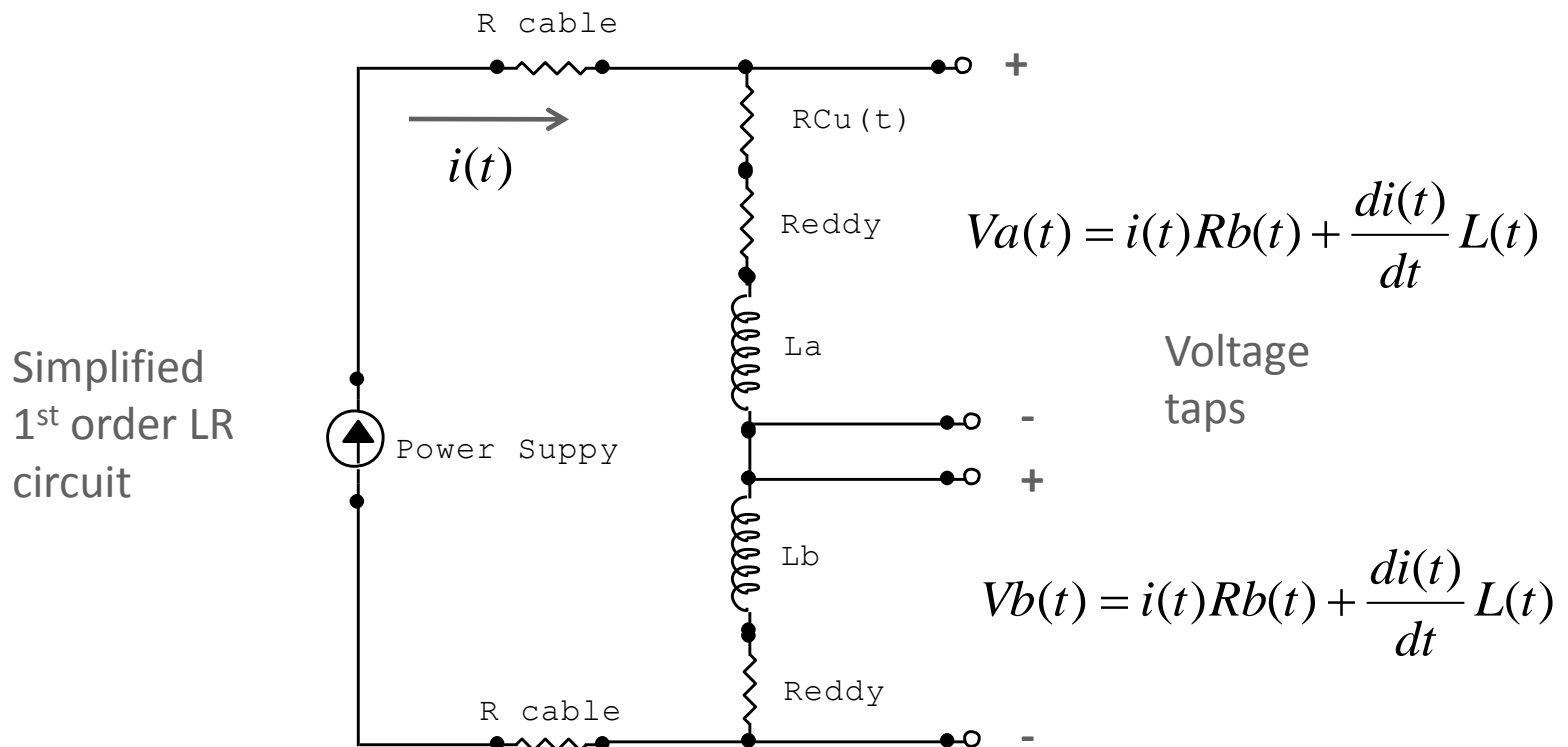 R cable
+
RCu(t)
i(t)
Reddy
Va(t) = i(t)Rb(t) + di(t)/dt L(t)
La
Voltage
taps
Simplified
1st order LR
circuit
-
Power Suppy
+
Lb
Vb(t) = i(t)Rb(t) + di(t)/dt L(t)
Reddy
R cable
-